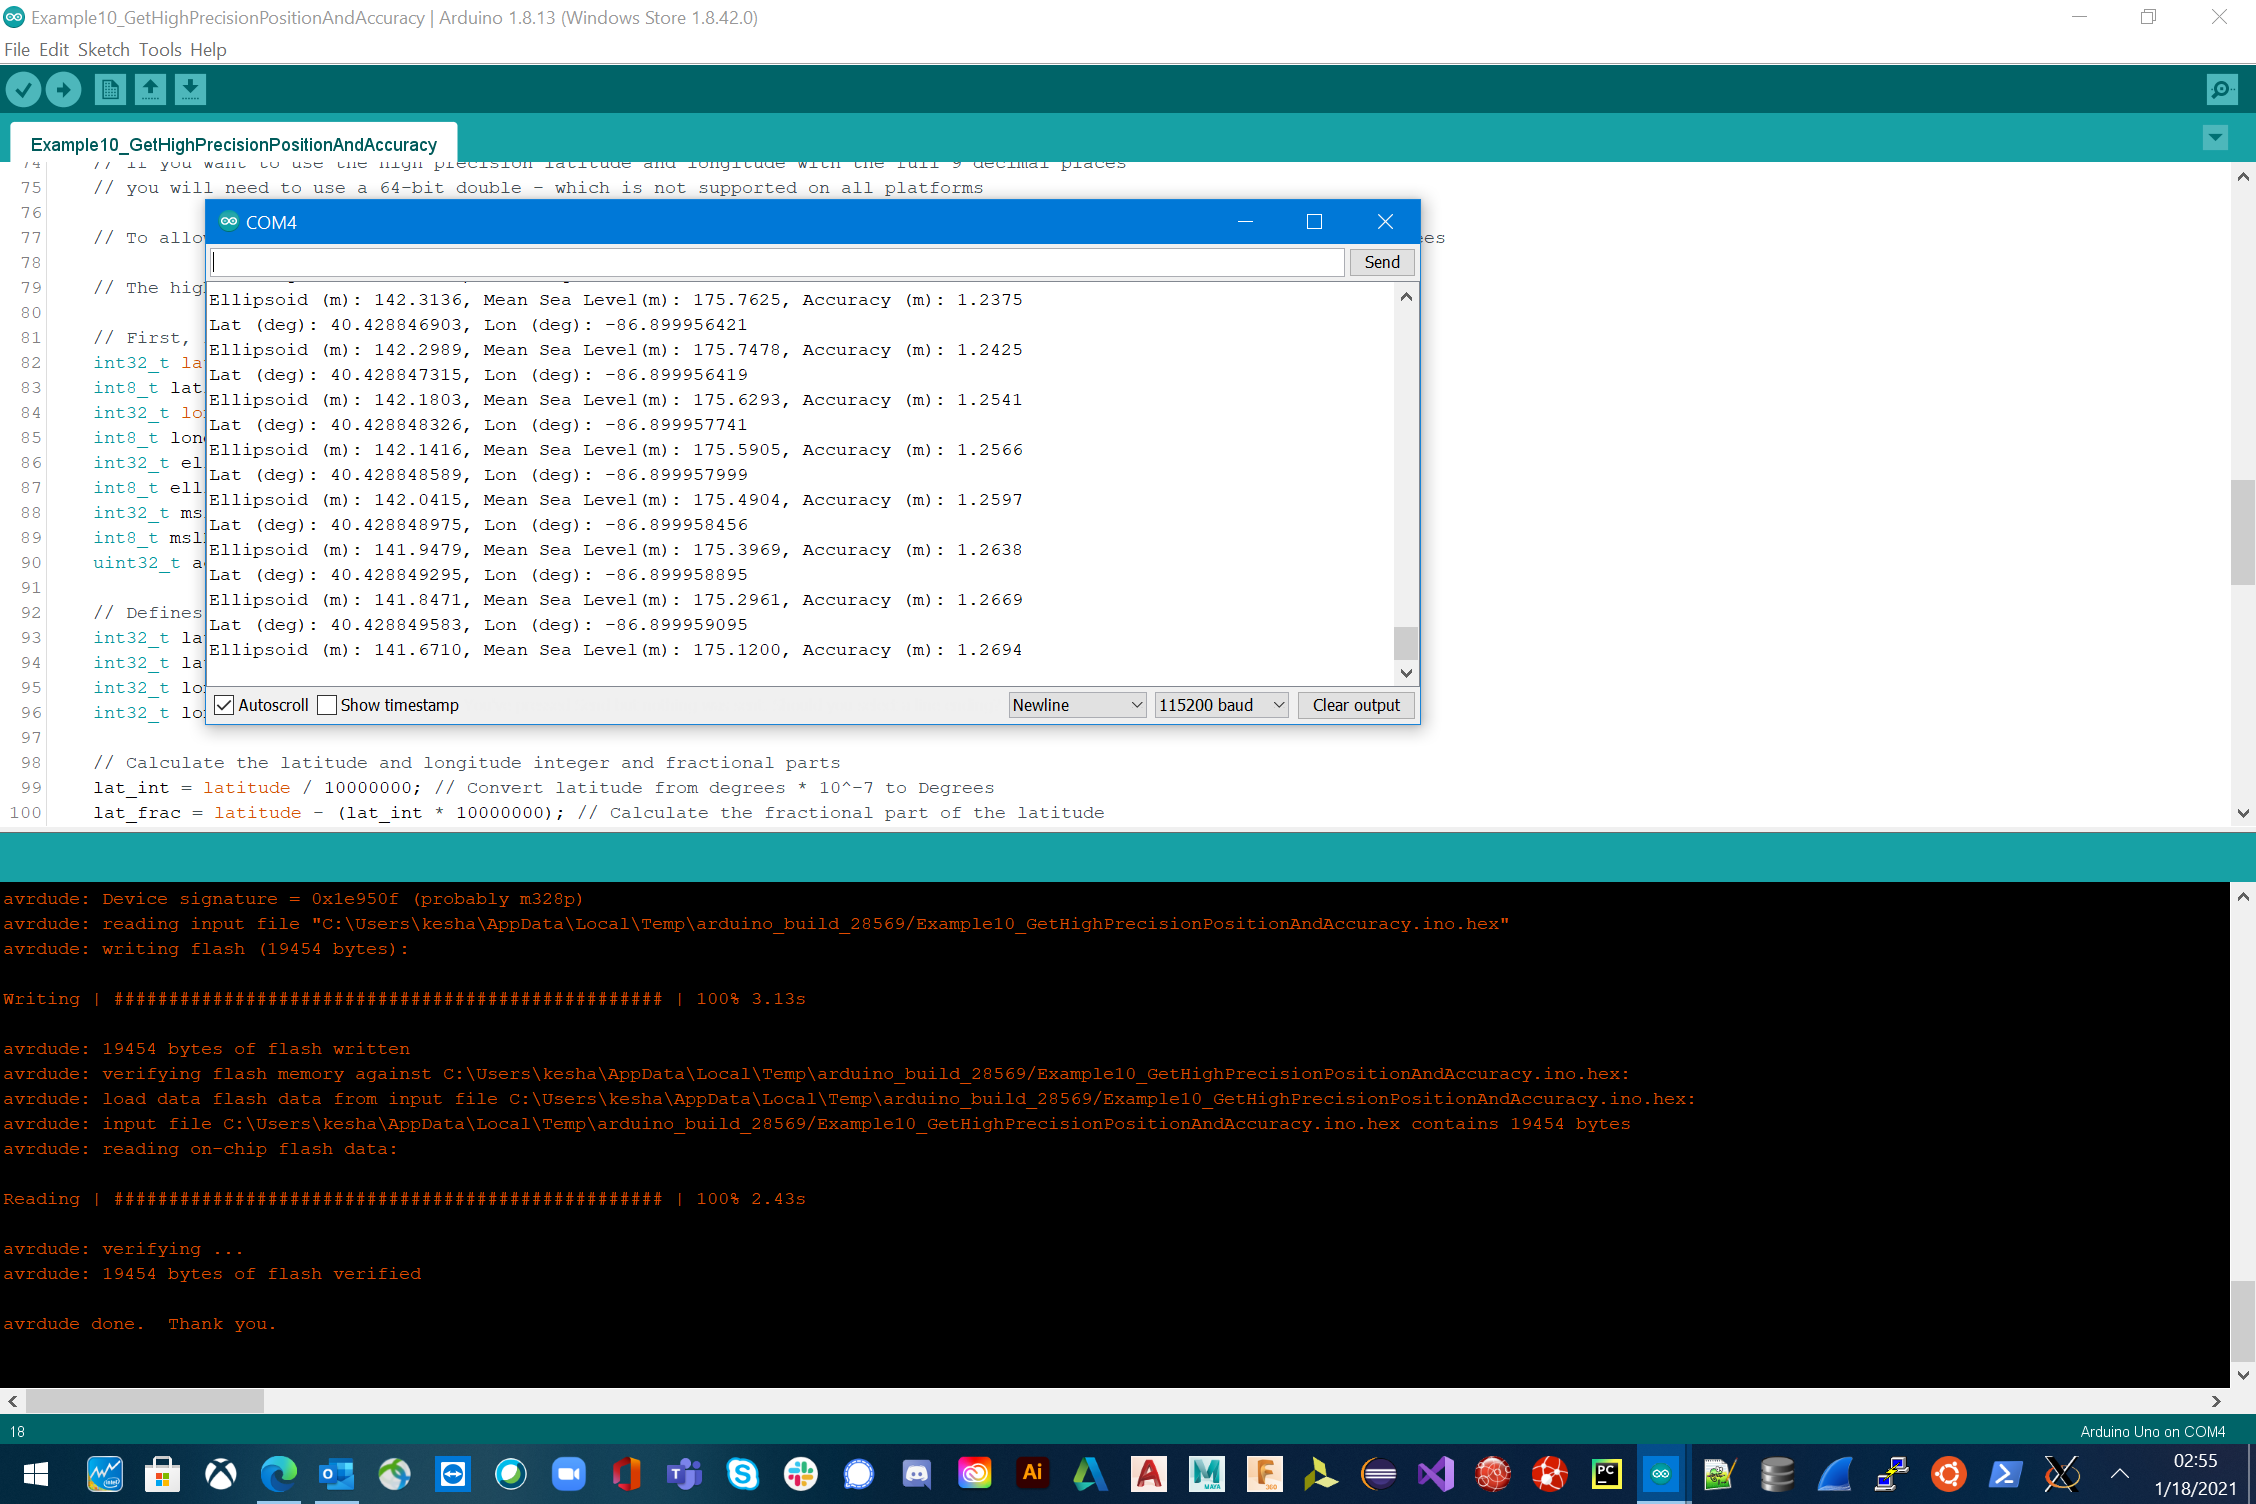 Example10_GetHighPrecisionPositionAndAccuracy | Arduino 1.8.13 (Windows Store 1.8.42.0)
File Edit Sketch Tools Help
Example10_GetHighPrecisionPositionAndAccuracy
74 // If you want to use the high precision latitude and longitude with the full 9 decimal places
75 // you will need to use a 64-bit double - which is not supported on all platforms
76
77 // To allo ees
78
79 // The hig
80
81 // First,
82 int32_t la
83 int8_t lat
84 int32_t lo
85 int8_t lon
86 int32_t el
87 int8_t ell
88 int32_t ms
89 int8_t msl
90 uint32_t a
91
92 // Defines
93 int32_t la
94 int32_t la
95 int32_t lo
96 int32_t lo
97
98 // Calculate the latitude and longitude integer and fractional parts
99 lat_int = latitude / 10000000; // Convert latitude from degrees * 10^-7 to Degrees
100 lat_frac = latitude - (lat_int * 10000000); // Calculate the fractional part of the latitude
COM4
Send
Ellipsoid (m): 142.3136, Mean Sea Level(m): 175.7625, Accuracy (m): 1.2375
Lat (deg): 40.428846903, Lon (deg): -86.899956421
Ellipsoid (m): 142.2989, Mean Sea Level(m): 175.7478, Accuracy (m): 1.2425
Lat (deg): 40.428847315, Lon (deg): -86.899956419
Ellipsoid (m): 142.1803, Mean Sea Level(m): 175.6293, Accuracy (m): 1.2541
Lat (deg): 40.428848326, Lon (deg): -86.899957741
Ellipsoid (m): 142.1416, Mean Sea Level(m): 175.5905, Accuracy (m): 1.2566
Lat (deg): 40.428848589, Lon (deg): -86.899957999
Ellipsoid (m): 142.0415, Mean Sea Level(m): 175.4904, Accuracy (m): 1.2597
Lat (deg): 40.428848975, Lon (deg): -86.899958456
Ellipsoid (m): 141.9479, Mean Sea Level(m): 175.3969, Accuracy (m): 1.2638
Lat (deg): 40.428849295, Lon (deg): -86.899958895
Ellipsoid (m): 141.8471, Mean Sea Level(m): 175.2961, Accuracy (m): 1.2669
Lat (deg): 40.428849583, Lon (deg): -86.899959095
Ellipsoid (m): 141.6710, Mean Sea Level(m): 175.1200, Accuracy (m): 1.2694
Autoscroll Show timestamp Newline 115200 baud Clear output
avrdude: Device signature = 0x1e950f (probably m328p)
avrdude: reading input file "C:\Users\kesha\AppData\Local\Temp\arduino_build_28569/Example10_GetHighPrecisionPositionAndAccuracy.ino.hex"
avrdude: writing flash (19454 bytes):
Writing | ################################################## | 100% 3.13s
avrdude: 19454 bytes of flash written
avrdude: verifying flash memory against C:\Users\kesha\AppData\Local\Temp\arduino_build_28569/Example10_GetHighPrecisionPositionAndAccuracy.ino.hex:
avrdude: load data flash data from input file C:\Users\kesha\AppData\Local\Temp\arduino_build_28569/Example10_GetHighPrecisionPositionAndAccuracy.ino.hex:
avrdude: input file C:\Users\kesha\AppData\Local\Temp\arduino_build_28569/Example10_GetHighPrecisionPositionAndAccuracy.ino.hex contains 19454 bytes
avrdude: reading on-chip flash data:
Reading | ################################################## | 100% 2.43s
avrdude: verifying ...
avrdude: 19454 bytes of flash verified
avrdude done.  Thank you.
18 Arduino Uno on COM4
02:55
1/18/2021